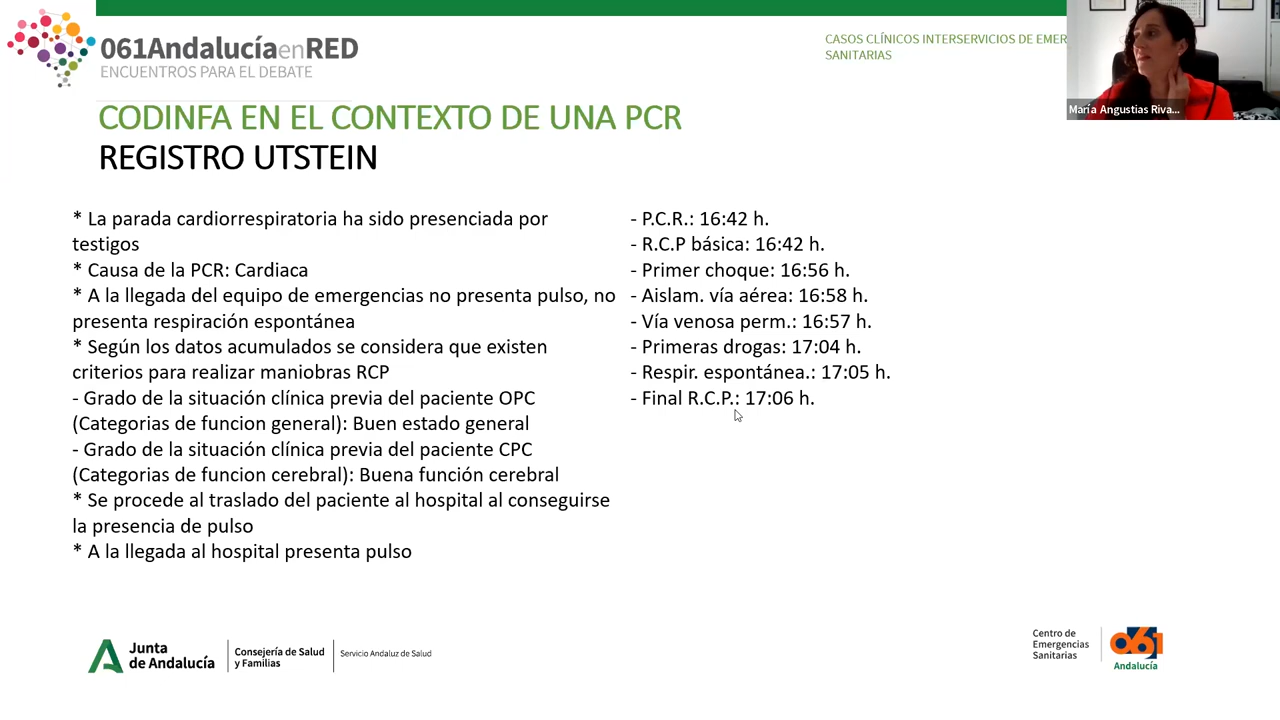 061AndalucíaenRED
ENCUENTROS PARA EL DEBATE
CASOS CLÍNICOS INTERSERVICIOS DE EMER
SANITARIAS
María Angustias Riva...
CODINFA EN EL CONTEXTO DE UNA PCR
REGISTRO UTSTEIN
* La parada cardiorrespiratoria ha sido presenciada por
testigos
* Causa de la PCR: Cardiaca
* A la llegada del equipo de emergencias no presenta pulso, no
presenta respiración espontánea
* Según los datos acumulados se considera que existen
criterios para realizar maniobras RCP
- Grado de la situación clínica previa del paciente OPC
(Categorias de funcion general): Buen estado general
- Grado de la situación clínica previa del paciente CPC
(Categorias de funcion cerebral): Buena función cerebral
* Se procede al traslado del paciente al hospital al conseguirse
la presencia de pulso
* A la llegada al hospital presenta pulso
- P.C.R.: 16:42 h.
- R.C.P básica: 16:42 h.
- Primer choque: 16:56 h.
- Aislam. vía aérea: 16:58 h.
- Vía venosa perm.: 16:57 h.
- Primeras drogas: 17:04 h.
- Respir. espontánea.: 17:05 h.
- Final R.C.P.: 17:06 h.
Junta
de Andalucía
Consejería de Salud
y Familias
Servicio Andaluz de Salud
Centro de
Emergencias
Sanitarias
061
Andalucía